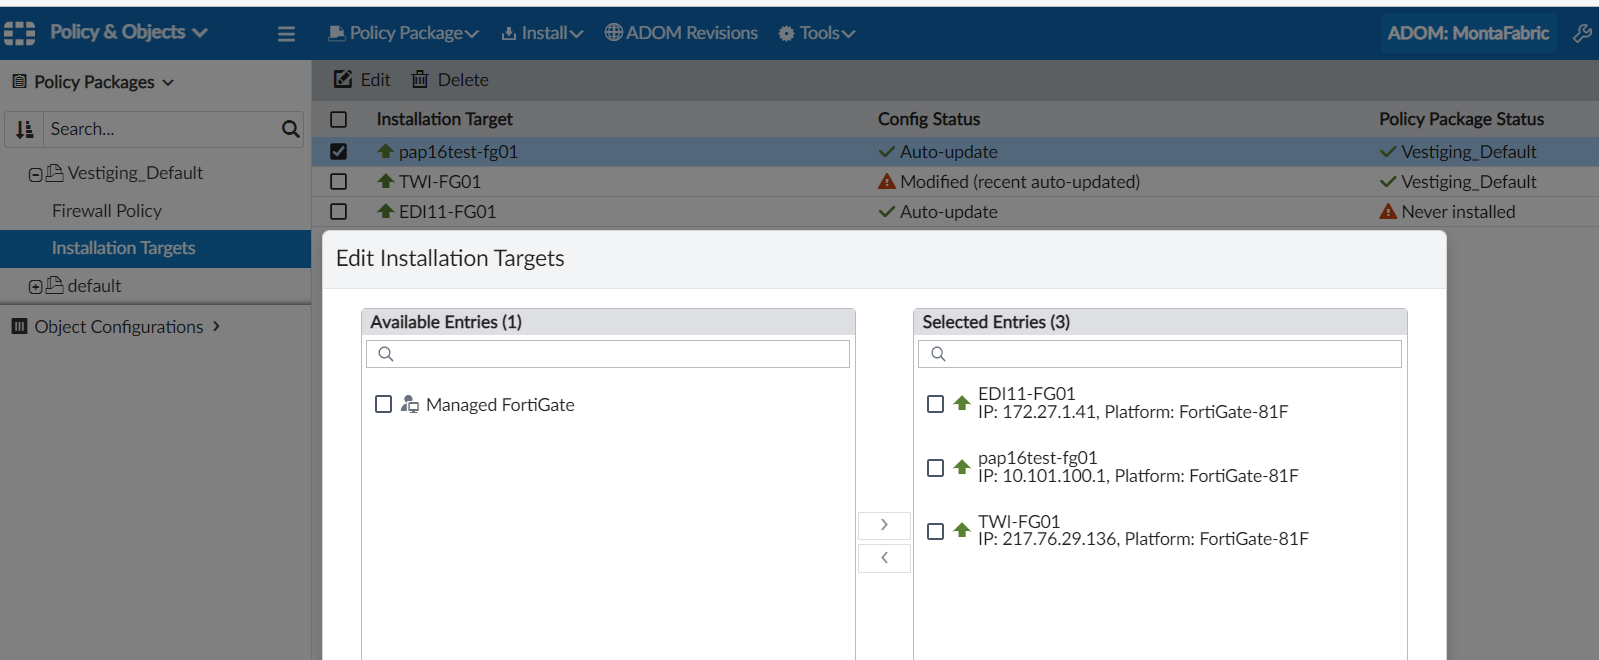 Policy & Objects
Policy Package
Install
ADOM Revisions
Tools
ADOM: MontaFabric
Policy Packages
Edit
Delete
Search...
Installation Target
Config Status
Policy Package Status
pap16test-fg01
Auto-update
Vestiging_Default
TWI-FG01
Modified (recent auto-updated)
Vestiging_Default
EDI11-FG01
Auto-update
Never installed
Vestiging_Default
Firewall Policy
Installation Targets
default
Object Configurations
Edit Installation Targets
Available Entries (1)
Managed FortiGate
Selected Entries (3)
EDI11-FG01
IP: 172.27.1.41, Platform: FortiGate-81F
pap16test-fg01
IP: 10.101.100.1, Platform: FortiGate-81F
TWI-FG01
IP: 217.76.29.136, Platform: FortiGate-81F